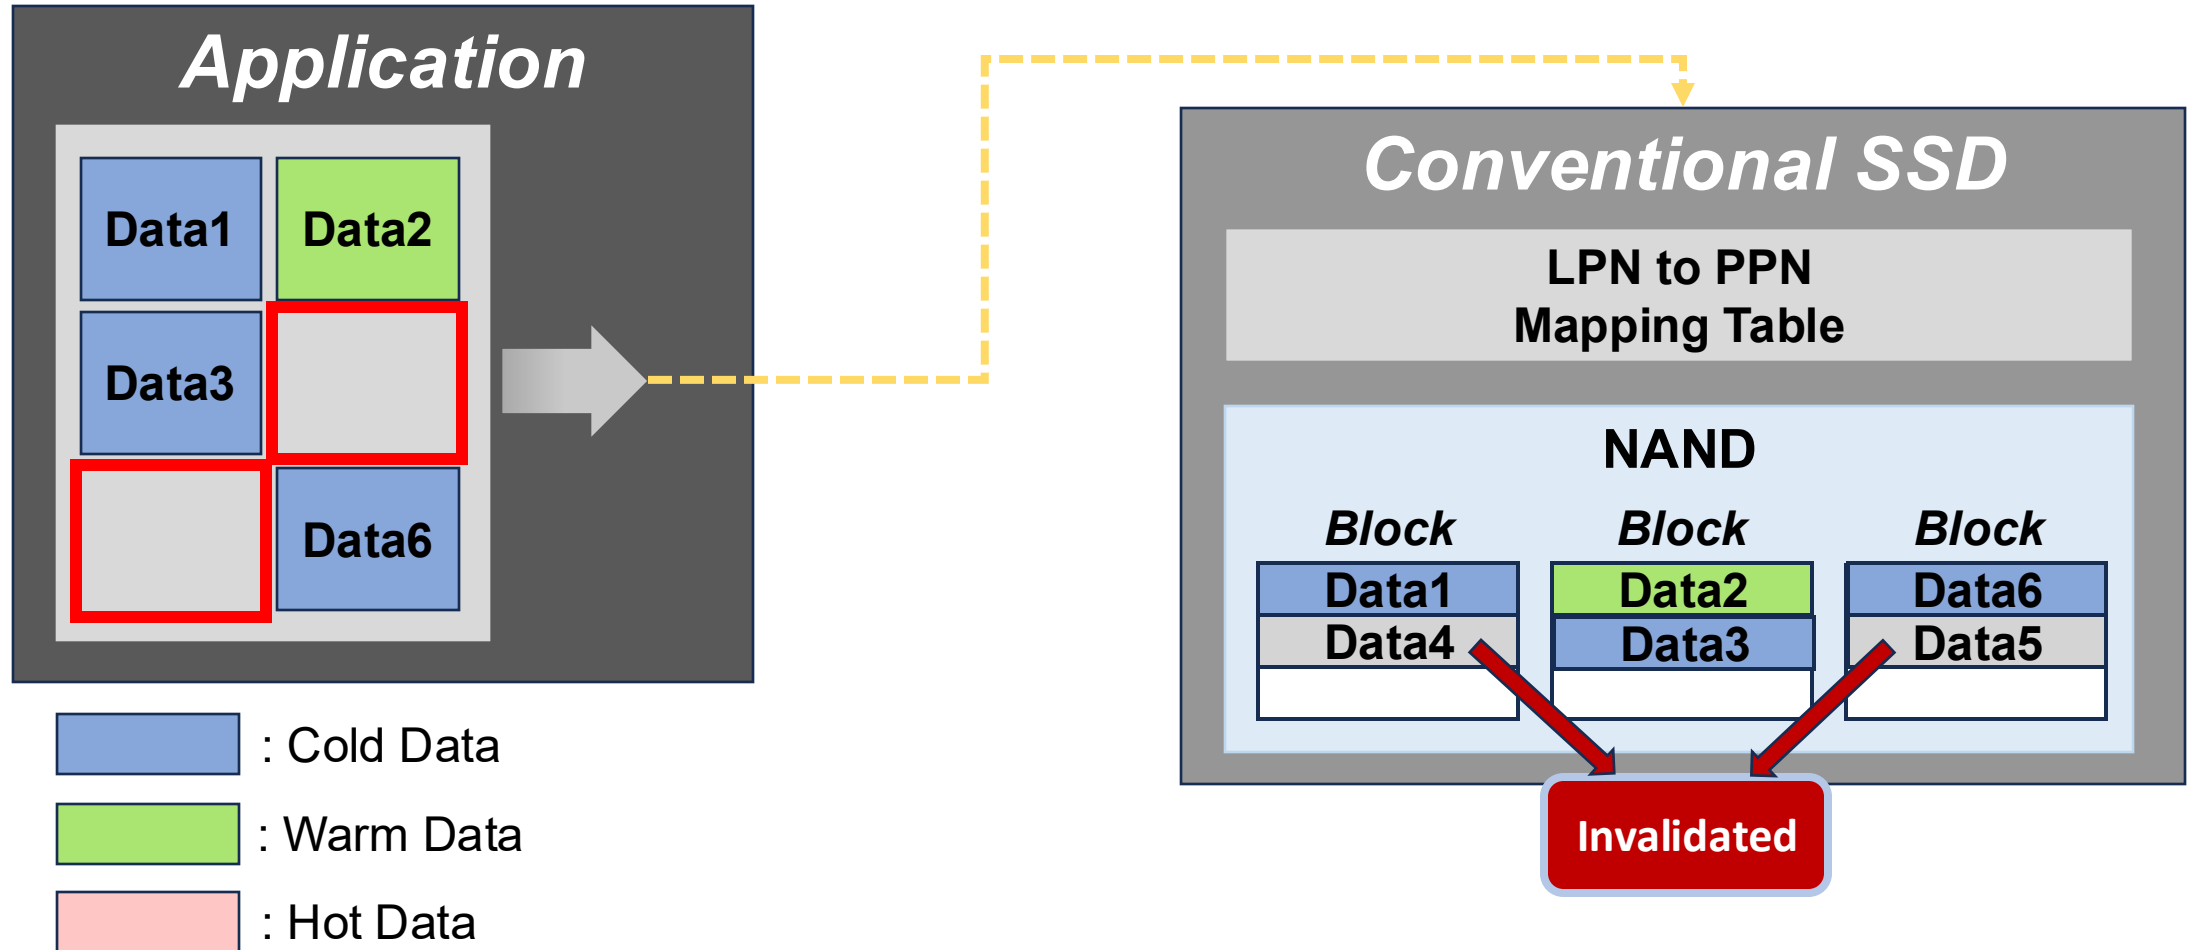 Application
Data1
Data2
Data3
Data6
: Cold Data
: Warm Data
: Hot Data
Conventional SSD
LPN to PPN
Mapping Table
NAND
Block
Block
Block
Data1
Data2
Data6
Data4
Data3
Data5
Invalidated